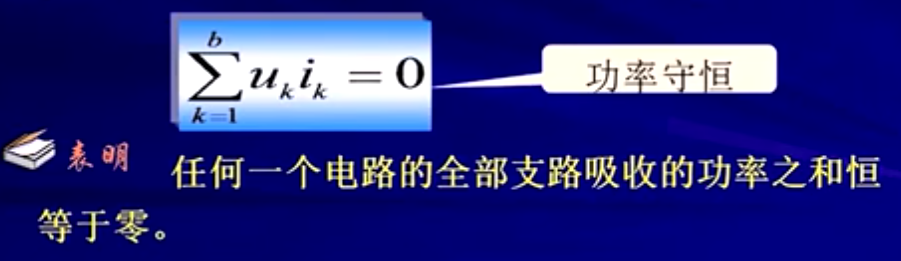 ∑_{k=1}^{b} u_k i_k = 0
功率守恒
表明
任何一个电路的全部支路吸收的功率之和恒
等于零。